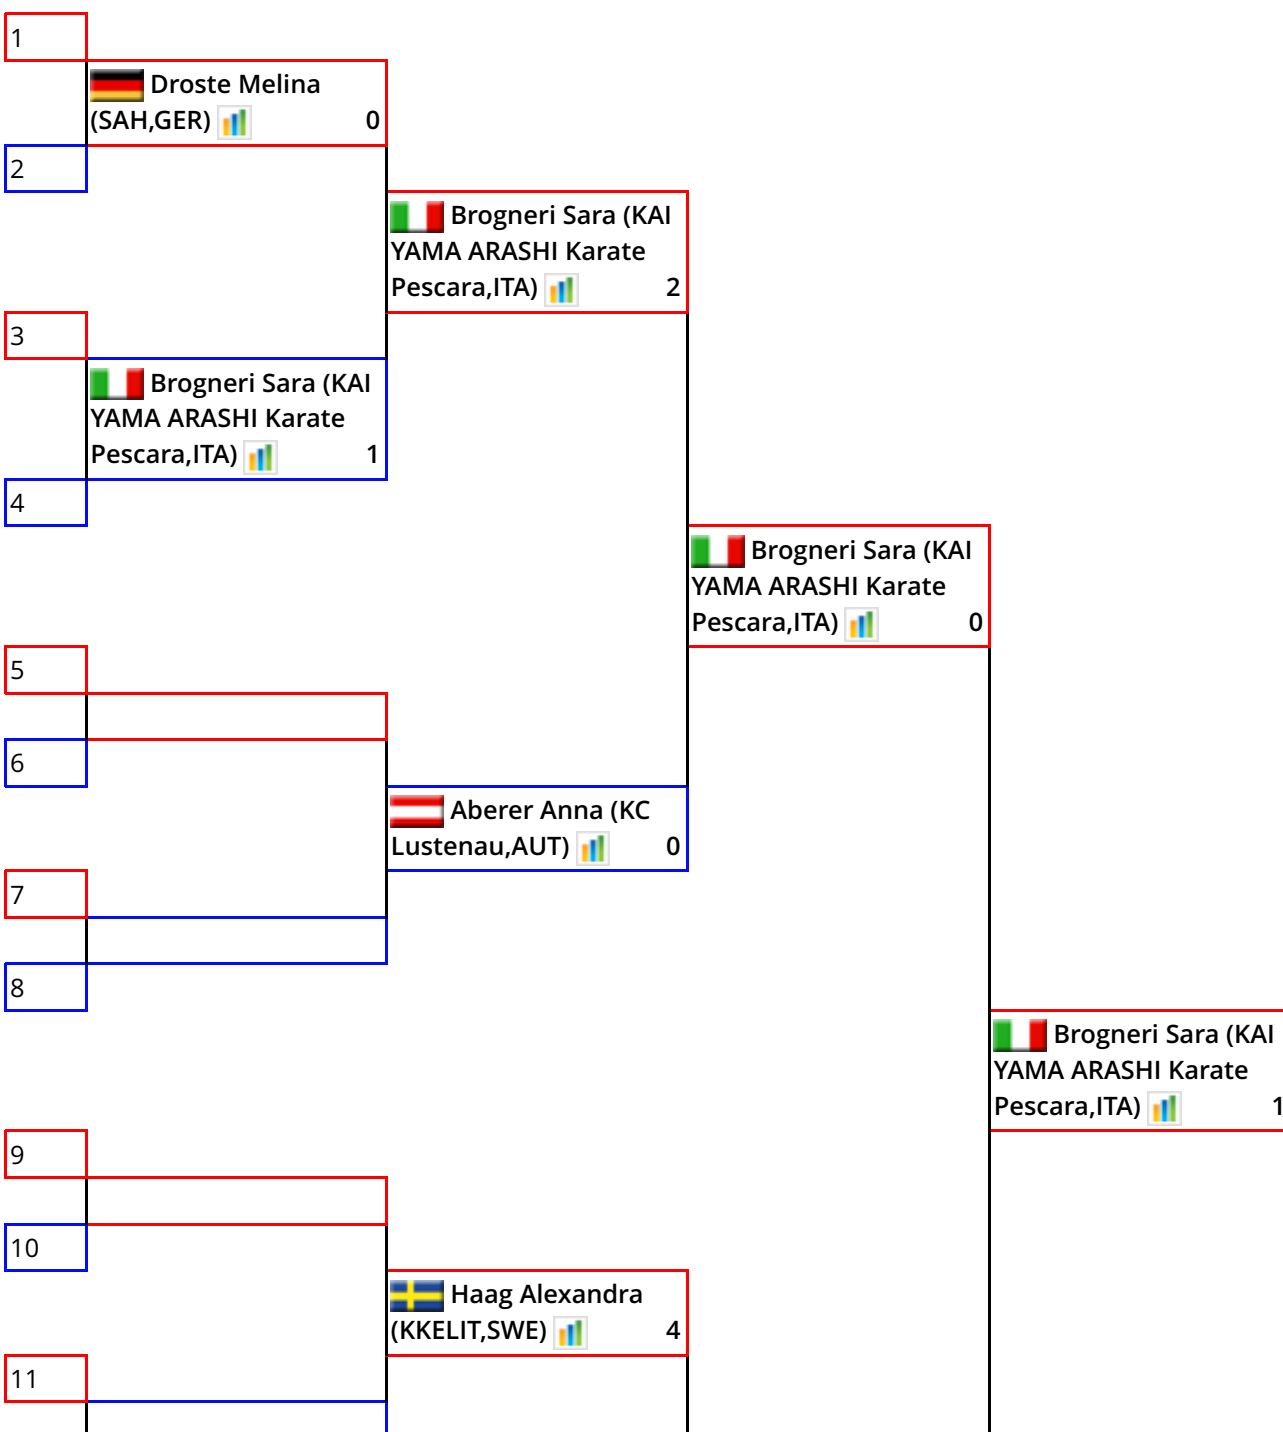 1
Droste Melina
(SAH,GER) 0
2
Brogneri Sara (KAI
YAMA ARASHI Karate
Pescara,ITA) 2
3
Brogneri Sara (KAI
YAMA ARASHI Karate
Pescara,ITA) 1
4
Brogneri Sara (KAI
YAMA ARASHI Karate
Pescara,ITA) 0
5
6
Aberer Anna (KC
Lustenau,AUT) 0
7
8
Brogneri Sara (KAI
YAMA ARASHI Karate
Pescara,ITA) 1
9
10
Haag Alexandra
(KKELIT,SWE) 4
11